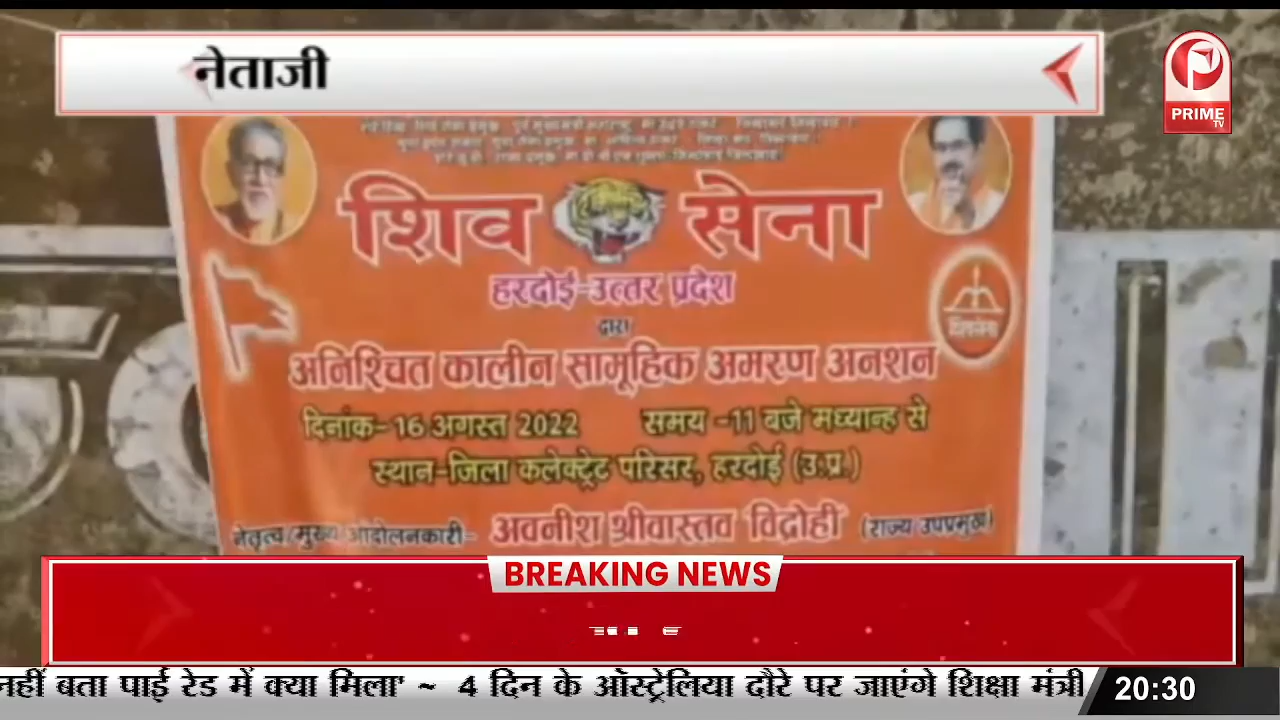 नेताजी
PRIME
TV
शिव सेना
हरदोई-उत्तर प्रदेश
द्वारा
अनिश्चित कालीन सामूहिक अमरण अनशन
दिनांक- 16 अगस्त 2022 समय -11 बजे मध्यान्ह से
स्थान-जिला कलेक्ट्रेट परिसर, हरदोई (उ.प्र.)
नेतृत्व/मुख्य आंदोलनकारी- अवनीश श्रीवास्तव विद्रोही (राज्य उपप्रमुख)
BREAKING NEWS
नहीं बता पाई रेड में क्या मिला' ~ 4 दिन के ऑस्ट्रेलिया दौरे पर जाएंगे शिक्षा मंत्री
20:30